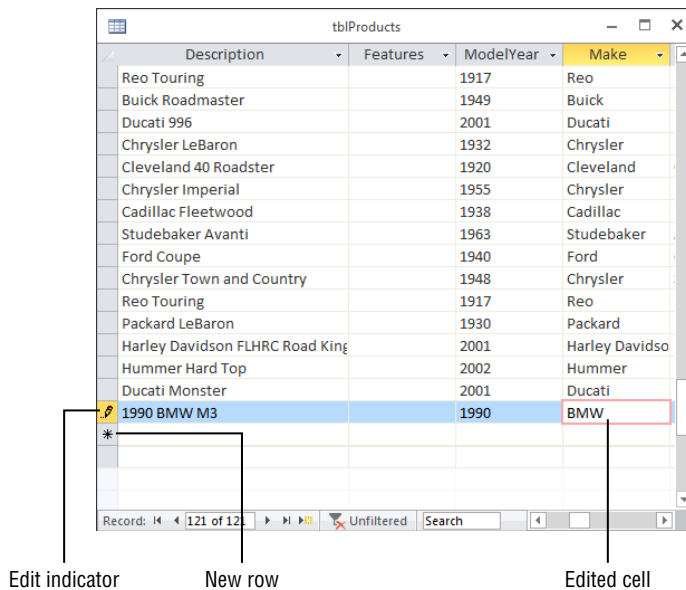 tblProducts
Description Features ModelYear Make
Reo Touring 1917 Reo
Buick Roadmaster 1949 Buick
Ducati 996 2001 Ducati
Chrysler LeBaron 1932 Chrysler
Cleveland 40 Roadster 1920 Cleveland
Chrysler Imperial 1955 Chrysler
Cadillac Fleetwood 1938 Cadillac
Studebaker Avanti 1963 Studebaker
Ford Coupe 1940 Ford
Chrysler Town and Country 1948 Chrysler
Reo Touring 1917 Reo
Packard LeBaron 1930 Packard
Harley Davidson FLHRC Road King 2001 Harley Davidso
Hummer Hard Top 2002 Hummer
Ducati Monster 2001 Ducati
1990 BMW M3 1990 BMW
Record: 121 of 121 Unfiltered Search
Edit indicator New row Edited cell